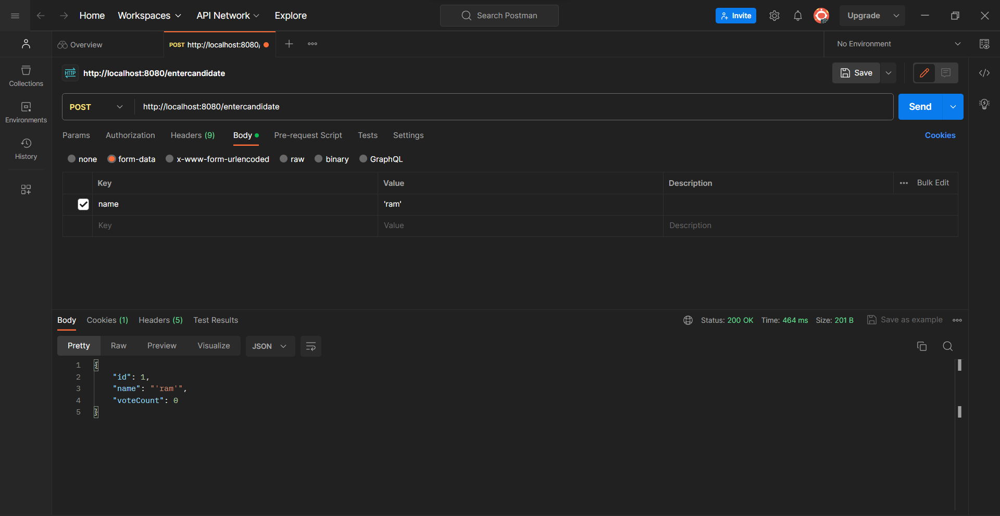 Home Workspaces API Network Explore Search Postman Invite Upgrade
Overview POST http://localhost:8080/ No Environment
HTTP http://localhost:8080/entercandidate Save
Collections
POST http://localhost:8080/entercandidate Send
Environments
Params Authorization Headers (9) Body Pre-request Script Tests Settings Cookies
History
none form-data x-www-form-urlencoded raw binary GraphQL
Key Value Description Bulk Edit
name 'ram'
Key Value Description
Body Cookies (1) Headers (5) Test Results Status: 200 OK Time: 464 ms Size: 201 B Save as example
Pretty Raw Preview Visualize JSON
1 {
2 "id": 1,
3 "name": "'ram'",
4 "voteCount": 0
5 }